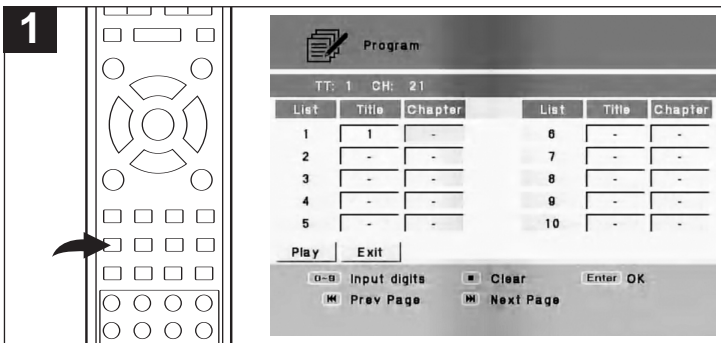 1
Program
TT: 1 CH: 21
List Title Chapter List Title Chapter
1 1 - 6 - -
2 - - 7 - -
3 - - 8 - -
4 - - 9 - -
5 - - 10 - -
Play Exit
0-9 Input digits ■ Clear Enter OK
⏮ Prev Page ⏭ Next Page